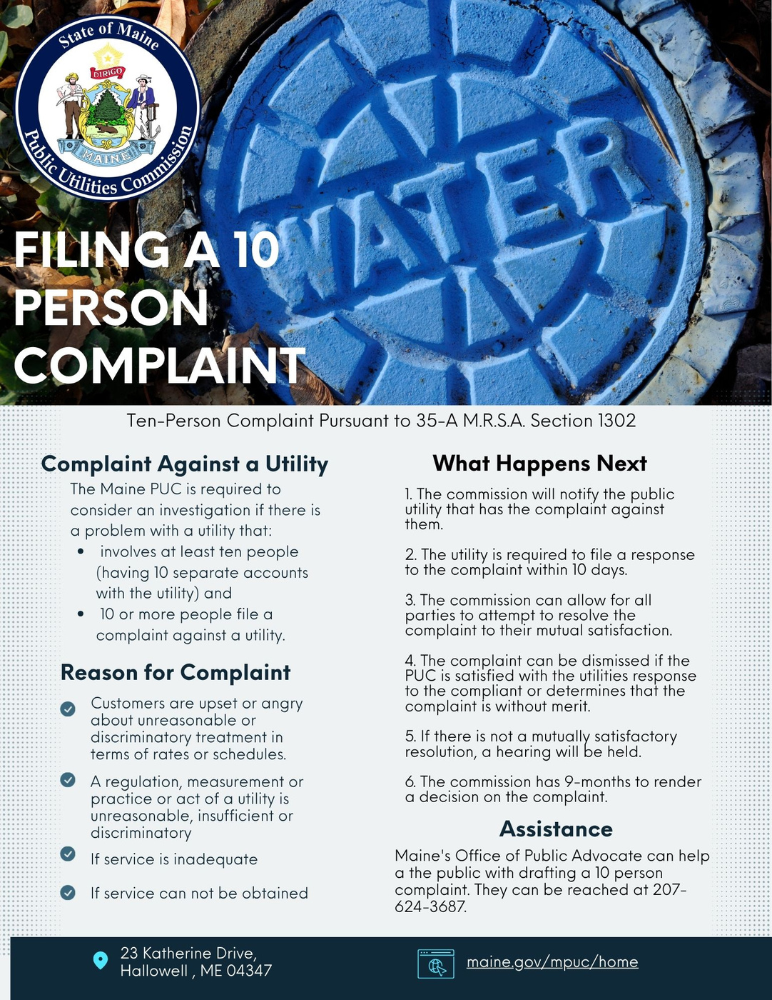 State of Maine
DIRIGO
MAINE
Public Utilities Commission
WATER
FILING A 10
PERSON
COMPLAINT
Ten-Person Complaint Pursuant to 35-A M.R.S.A. Section 1302
Complaint Against a Utility
The Maine PUC is required to
consider an investigation if there is
a problem with a utility that:
• involves at least ten people
(having 10 separate accounts
with the utility) and
• 10 or more people file a
complaint against a utility.
Reason for Complaint
Customers are upset or angry
about unreasonable or
discriminatory treatment in
terms of rates or schedules.
A regulation, measurement or
practice or act of a utility is
unreasonable, insufficient or
discriminatory
If service is inadequate
If service can not be obtained
What Happens Next
1. The commission will notify the public
utility that has the complaint against
them.
2. The utility is required to file a response
to the complaint within 10 days.
3. The commission can allow for all
parties to attempt to resolve the
complaint to their mutual satisfaction.
4. The complaint can be dismissed if the
PUC is satisfied with the utilities response
to the compliant or determines that the
complaint is without merit.
5. If there is not a mutually satisfactory
resolution, a hearing will be held.
6. The commission has 9-months to render
a decision on the complaint.
Assistance
Maine's Office of Public Advocate can help
a the public with drafting a 10 person
complaint. They can be reached at 207-
624-3687.
23 Katherine Drive,
Hallowell , ME 04347
maine.gov/mpuc/home